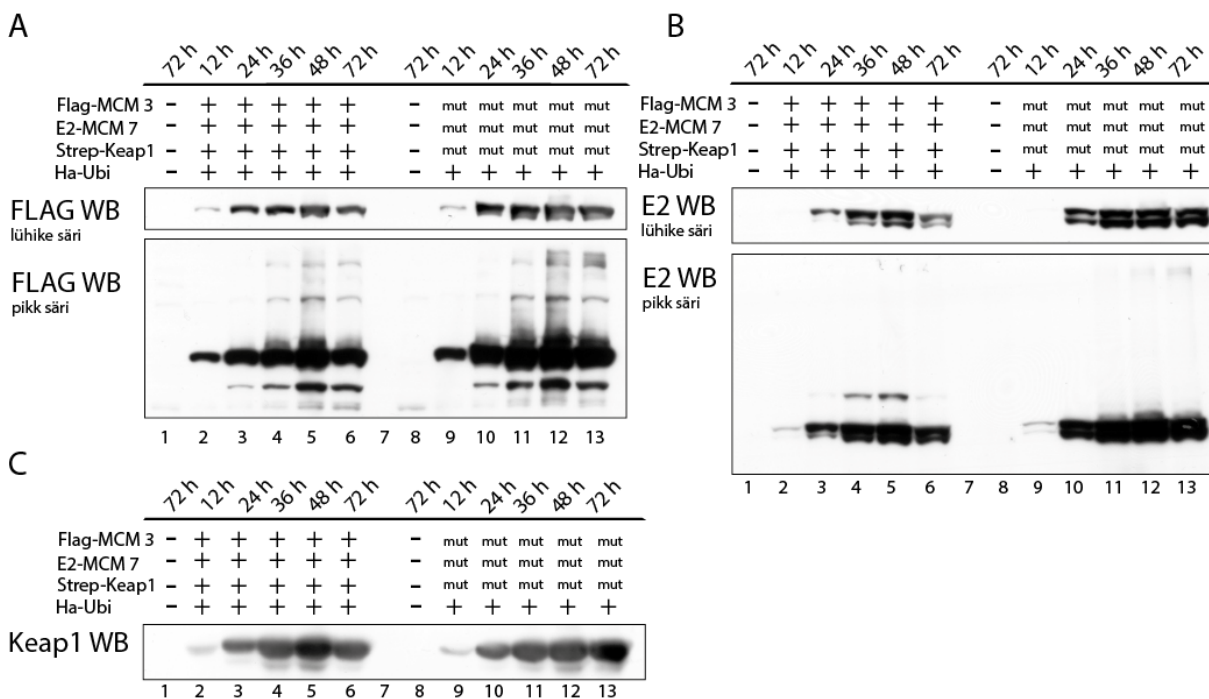 A
72 h 12 h 24 h 36 h 48 h 72 h 72 h 12 h 24 h 36 h 48 h 72 h
Flag-MCM 3 – + + + + + – mut mut mut mut mut
E2-MCM 7 – + + + + + – mut mut mut mut mut
Strep-Keap1 – + + + + + – mut mut mut mut mut
Ha-Ubi – + + + + + – + + + + +
FLAG WB
lühike säri
FLAG WB
pikk säri
1 2 3 4 5 6 7 8 9 10 11 12 13
B
72 h 12 h 24 h 36 h 48 h 72 h 72 h 12 h 24 h 36 h 48 h 72 h
Flag-MCM 3 – + + + + + – mut mut mut mut mut
E2-MCM 7 – + + + + + – mut mut mut mut mut
Strep-Keap1 – + + + + + – mut mut mut mut mut
Ha-Ubi – + + + + + – + + + + +
E2 WB
lühike säri
E2 WB
pikk säri
1 2 3 4 5 6 7 8 9 10 11 12 13
C
72 h 12 h 24 h 36 h 48 h 72 h 72 h 12 h 24 h 36 h 48 h 72 h
Flag-MCM 3 – + + + + + – mut mut mut mut mut
E2-MCM 7 – + + + + + – mut mut mut mut mut
Strep-Keap1 – + + + + + – mut mut mut mut mut
Ha-Ubi – + + + + + – + + + + +
Keap1 WB
1 2 3 4 5 6 7 8 9 10 11 12 13